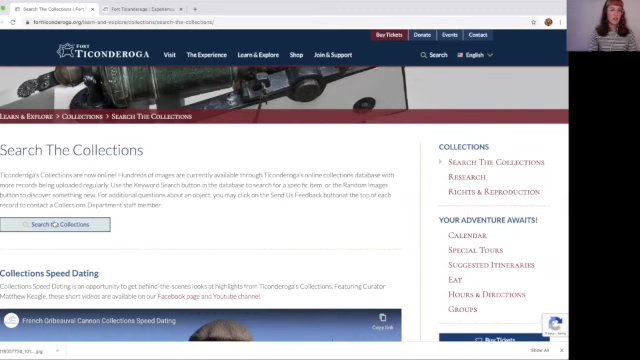 Search The Collections | Fort
Fort Ticonderoga | Experience
fortticonderoga.org/learn-and-explore/collections/search-the-collections/
Buy Tickets Donate Events Contact
FORT
TICONDEROGA
Visit The Experience Learn & Explore Shop Join & Support Search English
LEARN & EXPLORE > COLLECTIONS > SEARCH THE COLLECTIONS
Search The Collections
Ticonderoga's Collections are now online! Hundreds of images are currently available through Ticonderoga's online collections database
with more records being uploaded regularly. Use the Keyword Search button in the database to search for a specific item, or the Random Images
button to discover something new. For additional questions about an object, you may click on the Send Us Feedback button at the top of each
record to contact a Collections Department staff member.
Search the Collections
Collections Speed Dating
Collections Speed Dating is an opportunity to get behind-the-scenes looks at highlights from Ticonderoga's Collections. Featuring Curator
Matthew Keagle, these short videos are available on our Facebook page and Youtube channel.
French Gribeauval Cannon Collections Speed Dating
Copy link
COLLECTIONS
SEARCH THE COLLECTIONS
RESEARCH
RIGHTS & REPRODUCTION
YOUR ADVENTURE AWAITS!
CALENDAR
SPECIAL TOURS
SUGGESTED ITINERARIES
EAT
HOURS & DIRECTIONS
GROUPS
Buy Tickets
Privacy - Terms
Show All